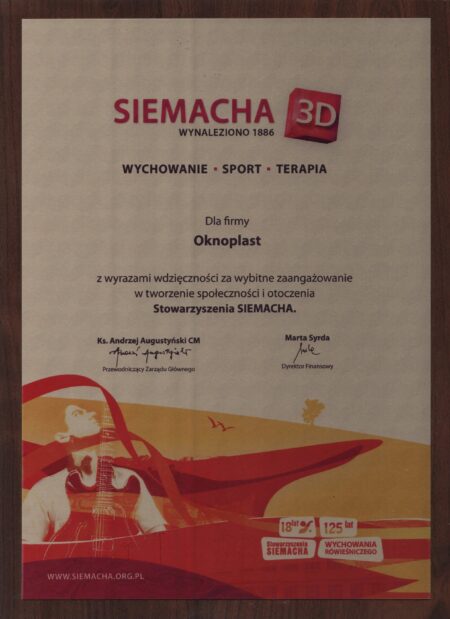 SIEMACHA 3D
WYNALEZIONO 1886
WYCHOWANIE ▪ SPORT ▪ TERAPIA
Dla firmy
Oknoplast
z wyrazami wdzięczności za wybitne zaangażowanie
w tworzenie społeczności i otoczenia
Stowarzyszenia SIEMACHA.
Ks. Andrzej Augustyński CM
Przewodniczący Zarządu Głównego
Marta Syrda
Dyrektor Finansowy
18 lat
Stowarzyszenia
SIEMACHA
125 lat
WYCHOWANIA
RÓWIEŚNICZEGO
WWW.SIEMACHA.ORG.PL